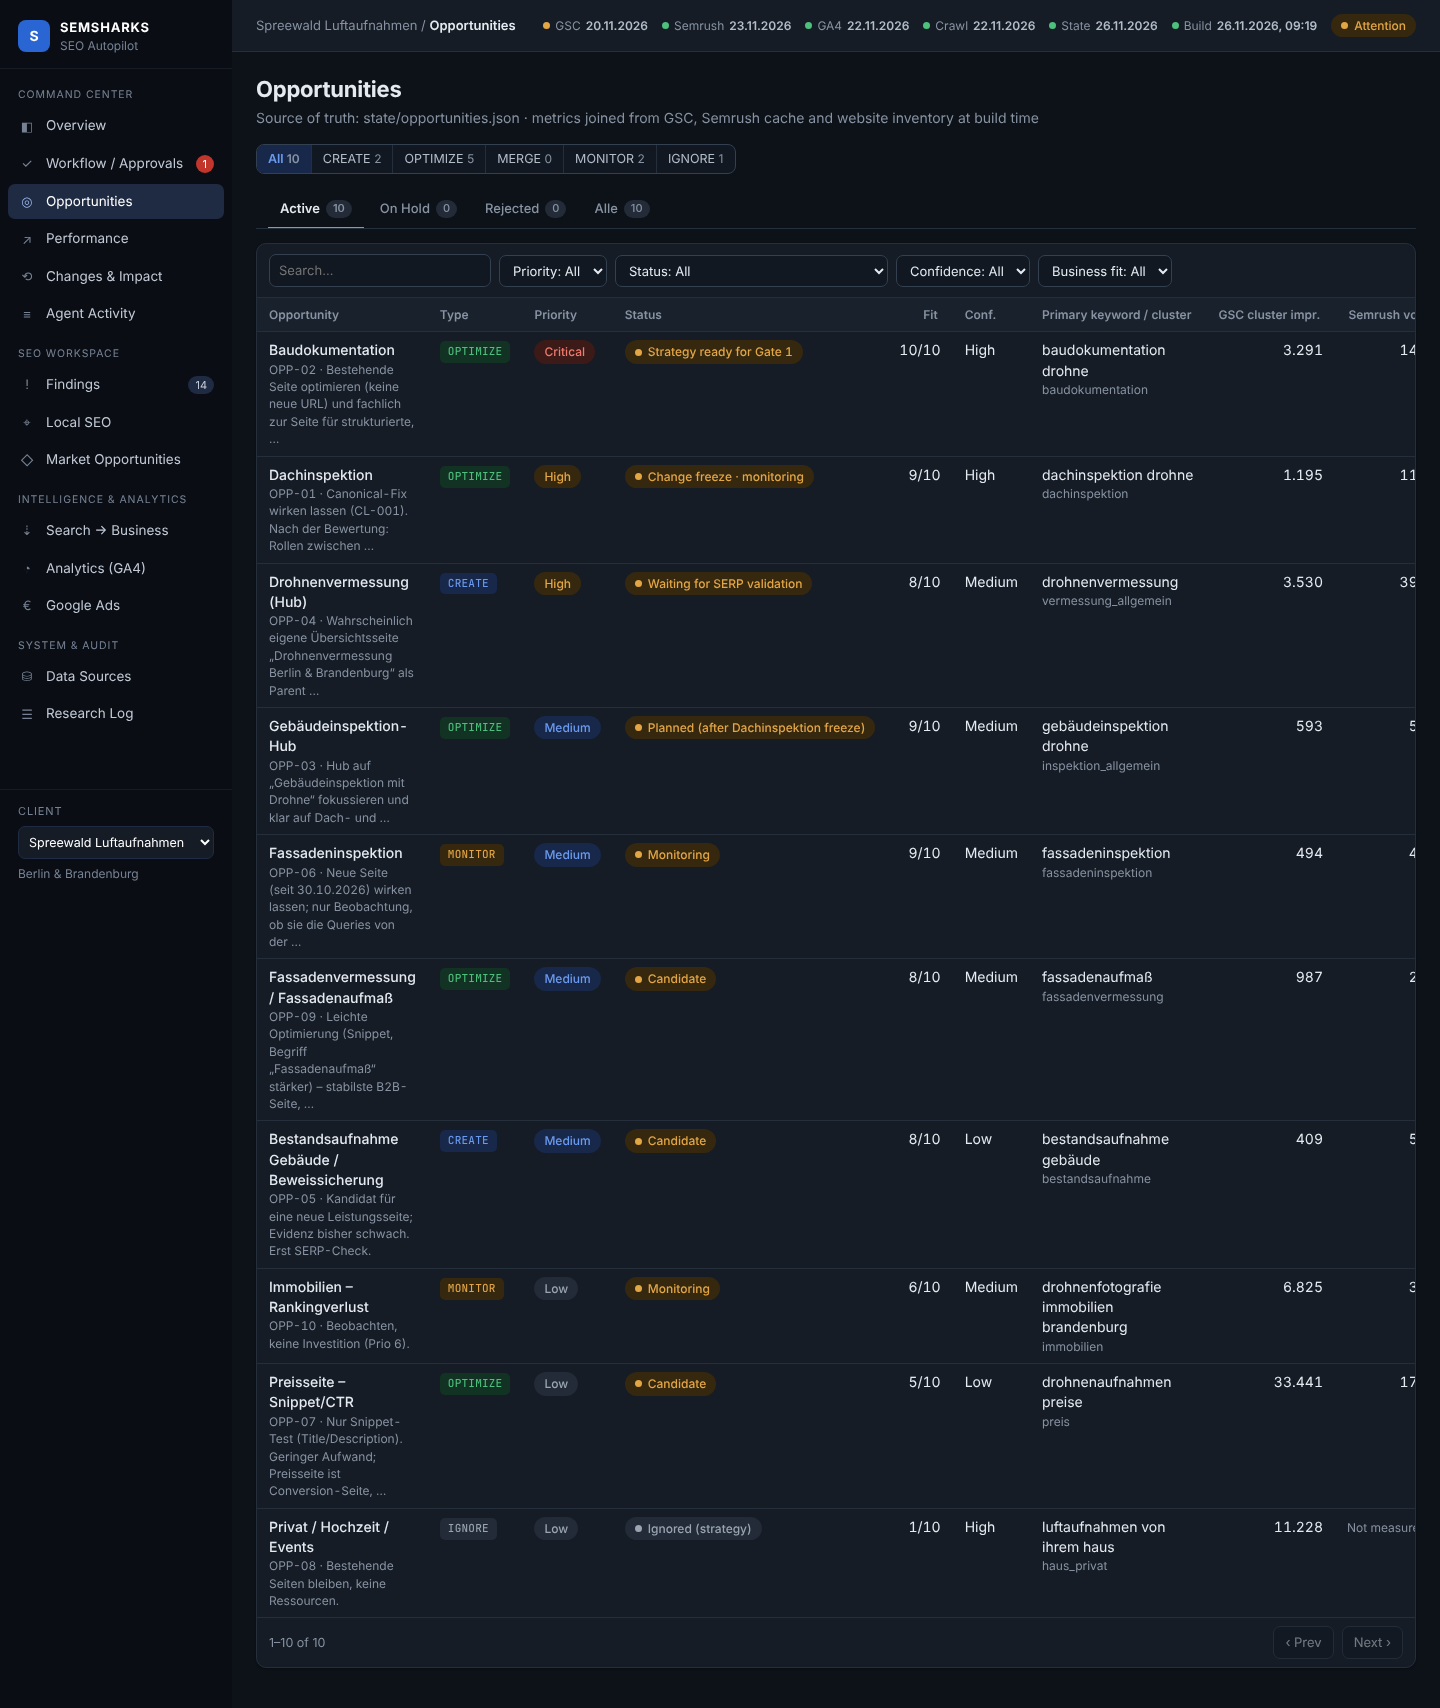 S
SEMSHARKS
SEO Autopilot
COMMAND CENTER
Overview
Workflow / Approvals 1
Opportunities
Performance
Changes & Impact
Agent Activity
SEO WORKSPACE
Findings 14
Local SEO
Market Opportunities
INTELLIGENCE & ANALYTICS
Search → Business
Analytics (GA4)
Google Ads
SYSTEM & AUDIT
Data Sources
Research Log
CLIENT
Spreewald Luftaufnahmen
Berlin & Brandenburg
Spreewald Luftaufnahmen / Opportunities GSC 20.11.2026 Semrush 23.11.2026 GA4 22.11.2026 Crawl 22.11.2026 State 26.11.2026 Build 26.11.2026, 09:19 Attention
Opportunities
Source of truth: state/opportunities.json · metrics joined from GSC, Semrush cache and website inventory at build time
All 10 CREATE 2 OPTIMIZE 5 MERGE 0 MONITOR 2 IGNORE 1
Active 10 On Hold 0 Rejected 0 Alle 10
Search... Priority: All Status: All Confidence: All Business fit: All
Opportunity Type Priority Status Fit Conf. Primary keyword / cluster GSC cluster impr. Semrush vo
Baudokumentation OPTIMIZE Critical Strategy ready for Gate 1 10/10 High baudokumentation 3.291 14
drohne
OPP-02 · Bestehende
Seite optimieren (keine baudokumentation
neue URL) und fachlich
zur Seite für strukturierte,
…
Dachinspektion OPTIMIZE High Change freeze · monitoring 9/10 High dachinspektion drohne 1.195 11
OPP-01 · Canonical-Fix dachinspektion
wirken lassen (CL-001).
Nach der Bewertung:
Rollen zwischen …
Drohnenvermessung CREATE High Waiting for SERP validation 8/10 Medium drohnenvermessung 3.530 39
(Hub) vermessung_allgemein
OPP-04 · Wahrscheinlich
eigene Übersichtsseite
„Drohnenvermessung
Berlin & Brandenburg“ als
Parent …
Gebäudeinspektion- OPTIMIZE Medium Planned (after Dachinspektion freeze) 9/10 Medium gebäudeinspektion 593 5
Hub drohne
OPP-03 · Hub auf inspektion_allgemein
„Gebäudeinspektion mit
Drohne“ fokussieren und
klar auf Dach- und …
Fassadeninspektion MONITOR Medium Monitoring 9/10 Medium fassadeninspektion 494 4
OPP-06 · Neue Seite fassadeninspektion
(seit 30.10.2026) wirken
lassen; nur Beobachtung,
ob sie die Queries von
der …
Fassadenvermessung OPTIMIZE Medium Candidate 8/10 Medium fassadenaufmaß 987 2
/ Fassadenaufmaß fassadenvermessung
OPP-09 · Leichte
Optimierung (Snippet,
Begriff
„Fassadenaufmaß“
stärker) – stabilste B2B-
Seite, …
Bestandsaufnahme CREATE Medium Candidate 8/10 Low bestandsaufnahme 409 5
Gebäude / gebäude
Beweissicherung bestandsaufnahme
OPP-05 · Kandidat für
eine neue Leistungsseite;
Evidenz bisher schwach.
Erst SERP-Check.
Immobilien – MONITOR Low Monitoring 6/10 Medium drohnenfotografie 6.825 3
Rankingverlust immobilien
OPP-10 · Beobachten, brandenburg
keine Investition (Prio 6). immobilien
Preisseite – OPTIMIZE Low Candidate 5/10 Low drohnenaufnahmen 33.441 17
Snippet/CTR preise
OPP-07 · Nur Snippet- preis
Test (Title/Description).
Geringer Aufwand;
Preisseite ist
Conversion-Seite, …
Privat / Hochzeit / IGNORE Low Ignored (strategy) 1/10 High luftaufnahmen von 11.228 Not measure
Events ihrem haus
OPP-08 · Bestehende haus_privat
Seiten bleiben, keine
Ressourcen.
1–10 of 10 ‹ Prev Next ›